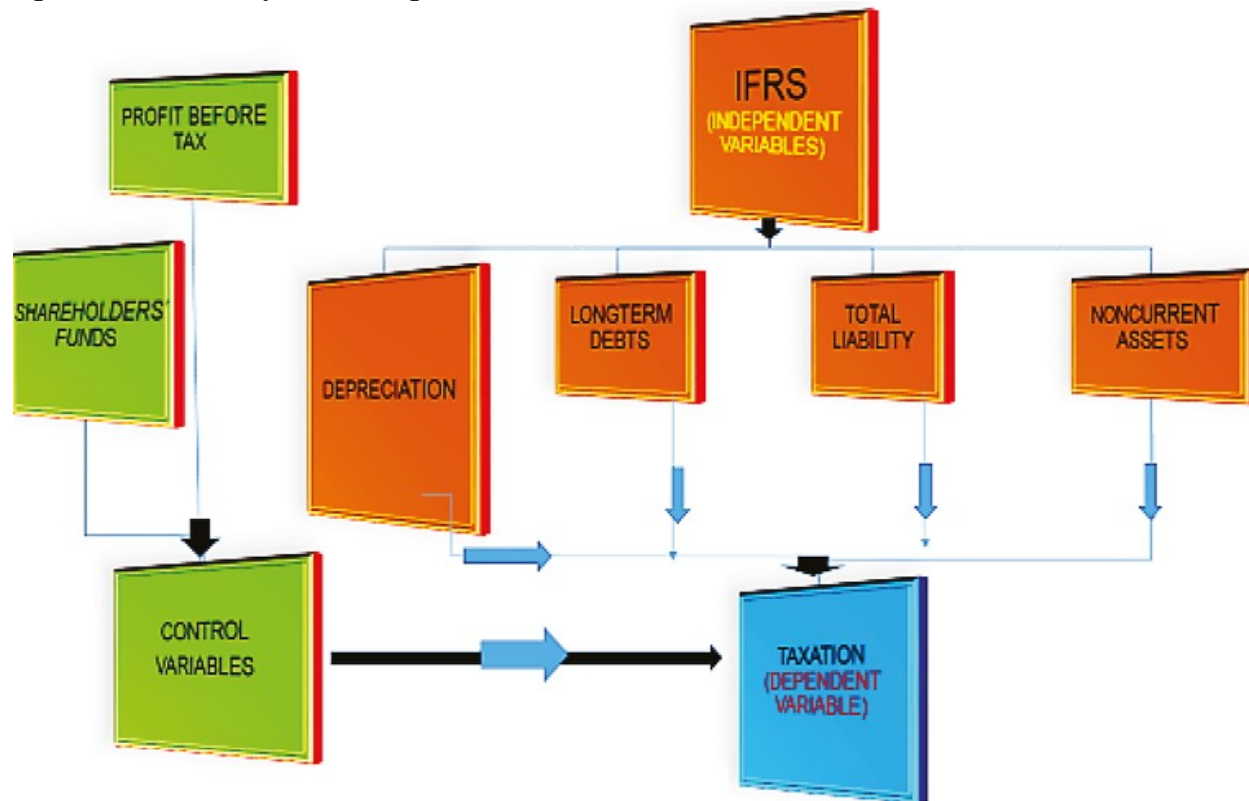 PROFIT BEFORE
TAX
IFRS
(INDEPENDENT
VARIABLES)
SHAREHOLDERS'
FUNDS
DEPRECIATION
LONGTERM
DEBTS
TOTAL
LIABILITY
NONCURRENT
ASSETS
CONTROL
VARIABLES
TAXATION
(DEPENDENT
VARIABLE)